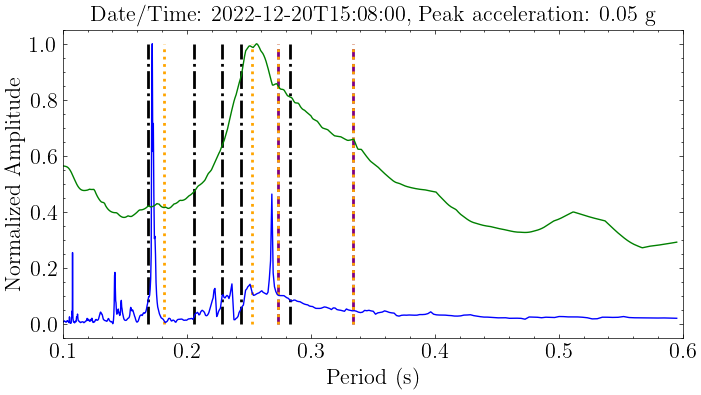 Date/Time: 2022-12-20T15:08:00, Peak acceleration: 0.05 g
Normalized Amplitude
1.0
0.8
0.6
0.4
0.2
0.0
0.1 0.2 0.3 0.4 0.5 0.6
Period (s)